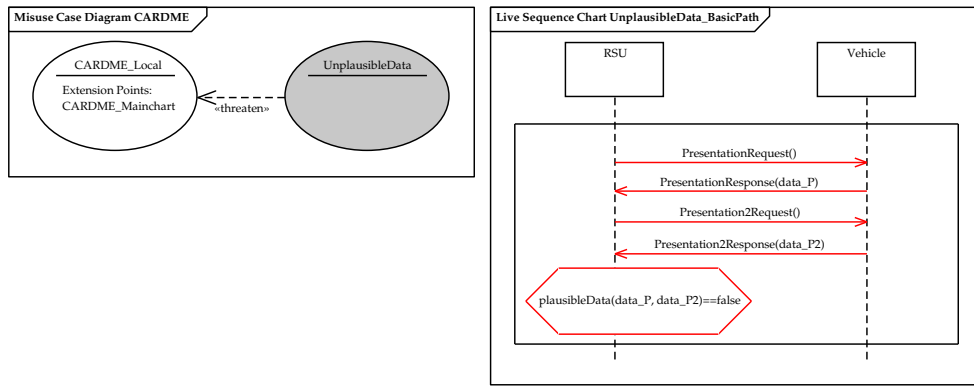 Misuse Case Diagram CARDME
CARDME_Local
Extension Points:
CARDME_Mainchart
«threaten»
UnplausibleData
Live Sequence Chart UnplausibleData_BasicPath
RSU
Vehicle
PresentationRequest()
PresentationResponse(data_P)
Presentation2Request()
Presentation2Response(data_P2)
plausibleData(data_P, data_P2)==false